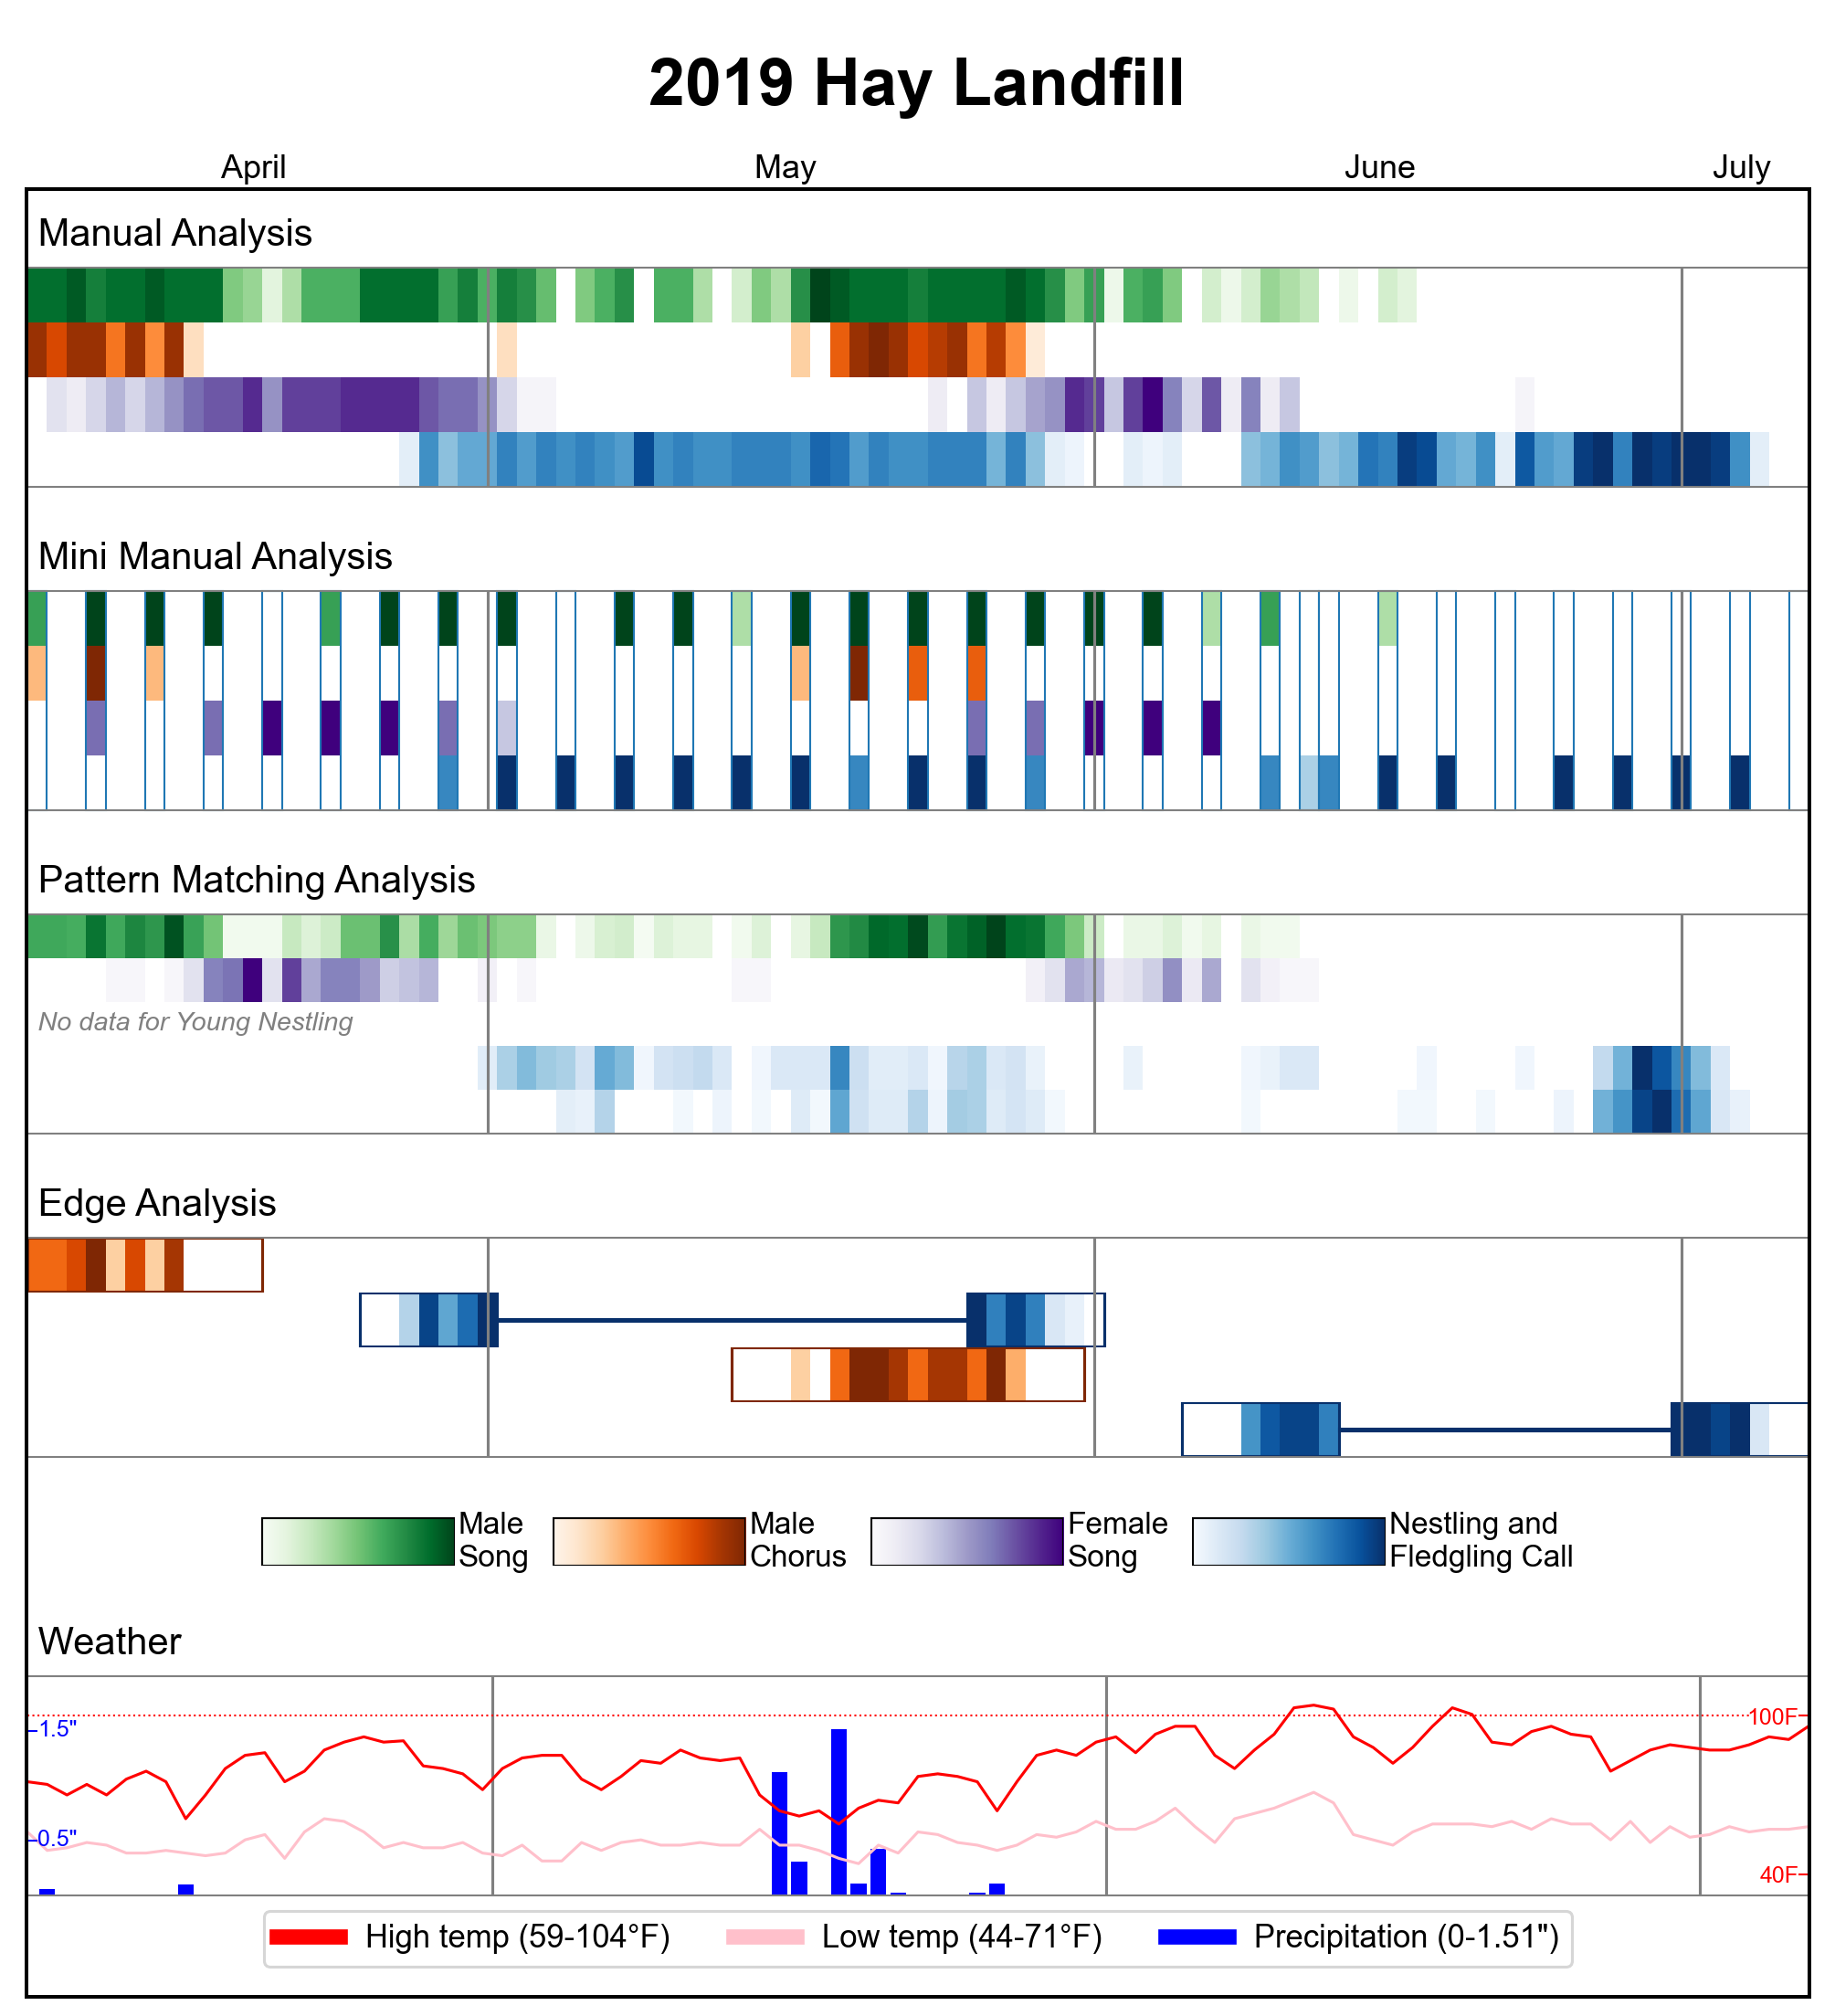 2019 Hay Landfill
April May June July
Manual Analysis
Mini Manual Analysis
Pattern Matching Analysis
No data for Young Nestling
Edge Analysis
Male
Song
Male
Chorus
Female
Song
Nestling and
Fledgling Call
Weather
1.5"
100F
0.5"
40F
High temp (59-104°F) Low temp (44-71°F) Precipitation (0-1.51")